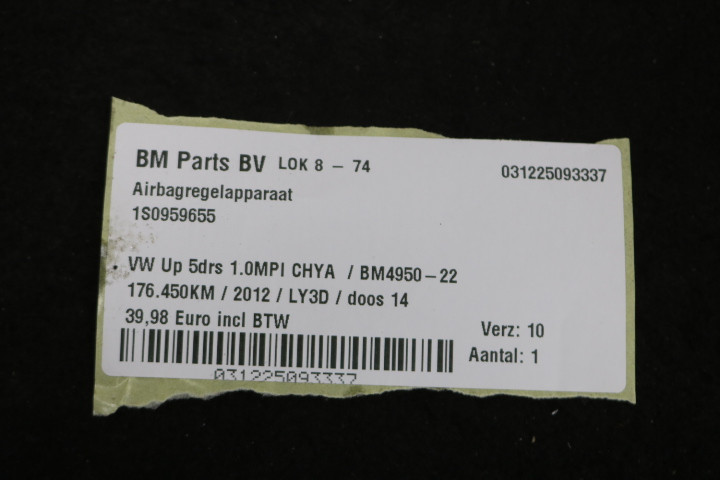 BM Parts BV LOK 8 - 74 031225093337
Airbagregelapparaat
1S0959655
VW Up 5drs 1.0MPI CHYA / BM4950-22
176.450KM / 2012 / LY3D / doos 14
39,98 Euro incl BTW Verz: 10
Aantal: 1
031225093337